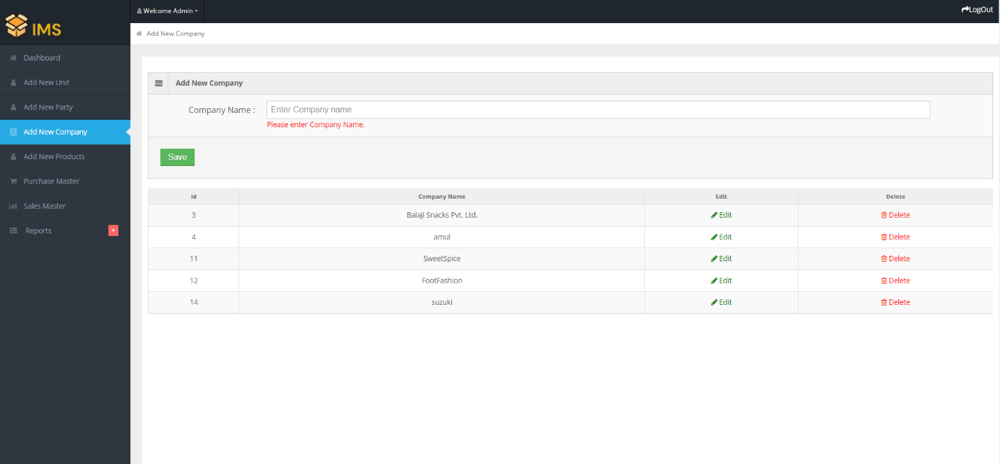 IMS
Welcome Admin
LogOut
Add New Company
Dashboard
Add New Unit
Add New Party
Add New Company
Add New Products
Purchase Master
Sales Master
Reports +
Add New Company
Company Name : Enter Company name
Please enter Company Name.
Save
id Company Name Edit Delete
3 Balaji Snacks Pvt. Ltd. Edit Delete
4 amul Edit Delete
11 SweetSpice Edit Delete
12 FootFashion Edit Delete
14 suzuki Edit Delete